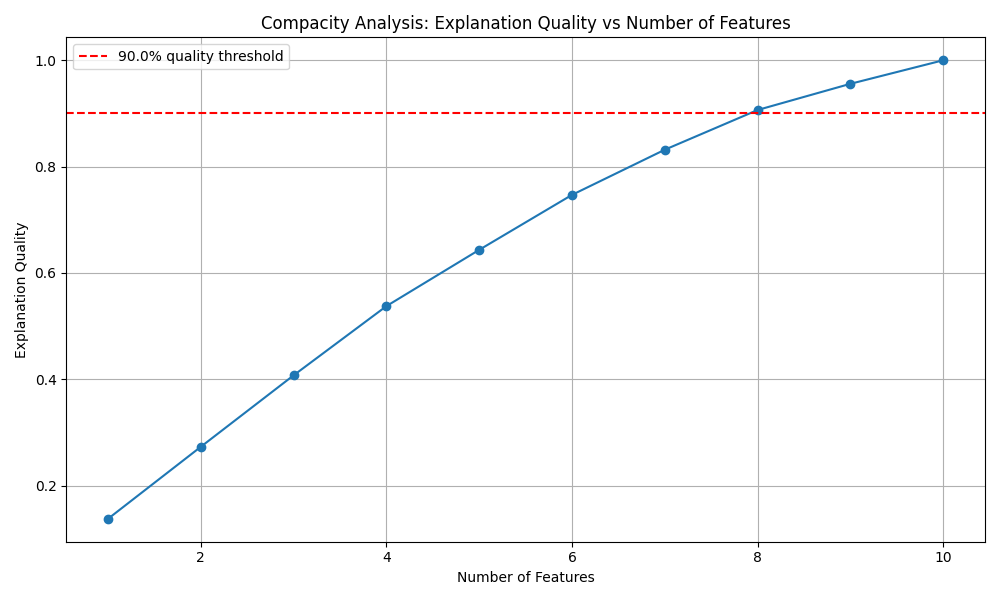 Compacity Analysis: Explanation Quality vs Number of Features
90.0% quality threshold
1.0
0.8
0.6
0.4
0.2
Explanation Quality
2 4 6 8 10
Number of Features